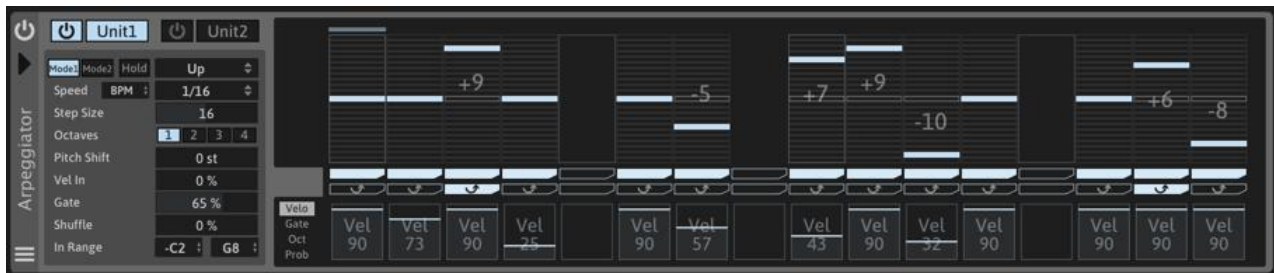 Unit1 Unit2
Mode1 Mode2 Hold Up
Speed BPM 1/16
Step Size 16
Octaves 1 2 3 4
Pitch Shift 0 st
Vel In 0 %
Gate 65 %
Shuffle 0 %
In Range -C2 G8
Arpeggiator
+9 -5 +7 +9 -10 +6 -8
Velo
Gate
Oct
Prob
Vel Vel Vel Vel Vel Vel Vel Vel Vel Vel Vel Vel Vel
90 73 90 25 90 57 43 90 32 90 90 90 90